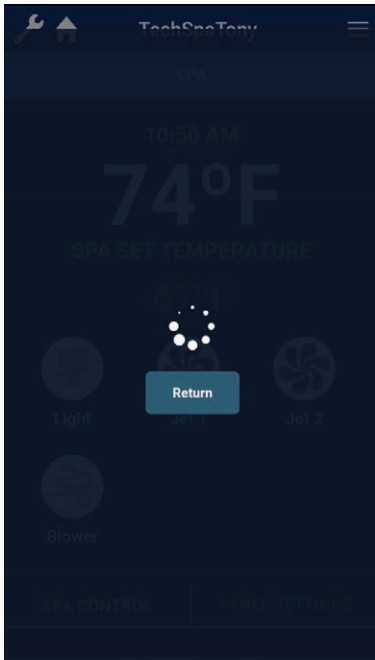 TechSpaTony
SPA
10:50 AM
74°F
SPA SET TEMPERATURE
67°F
Return
Light
Jet 1
Jet 2
Blower
SPA CONTROL
PANEL SETTINGS